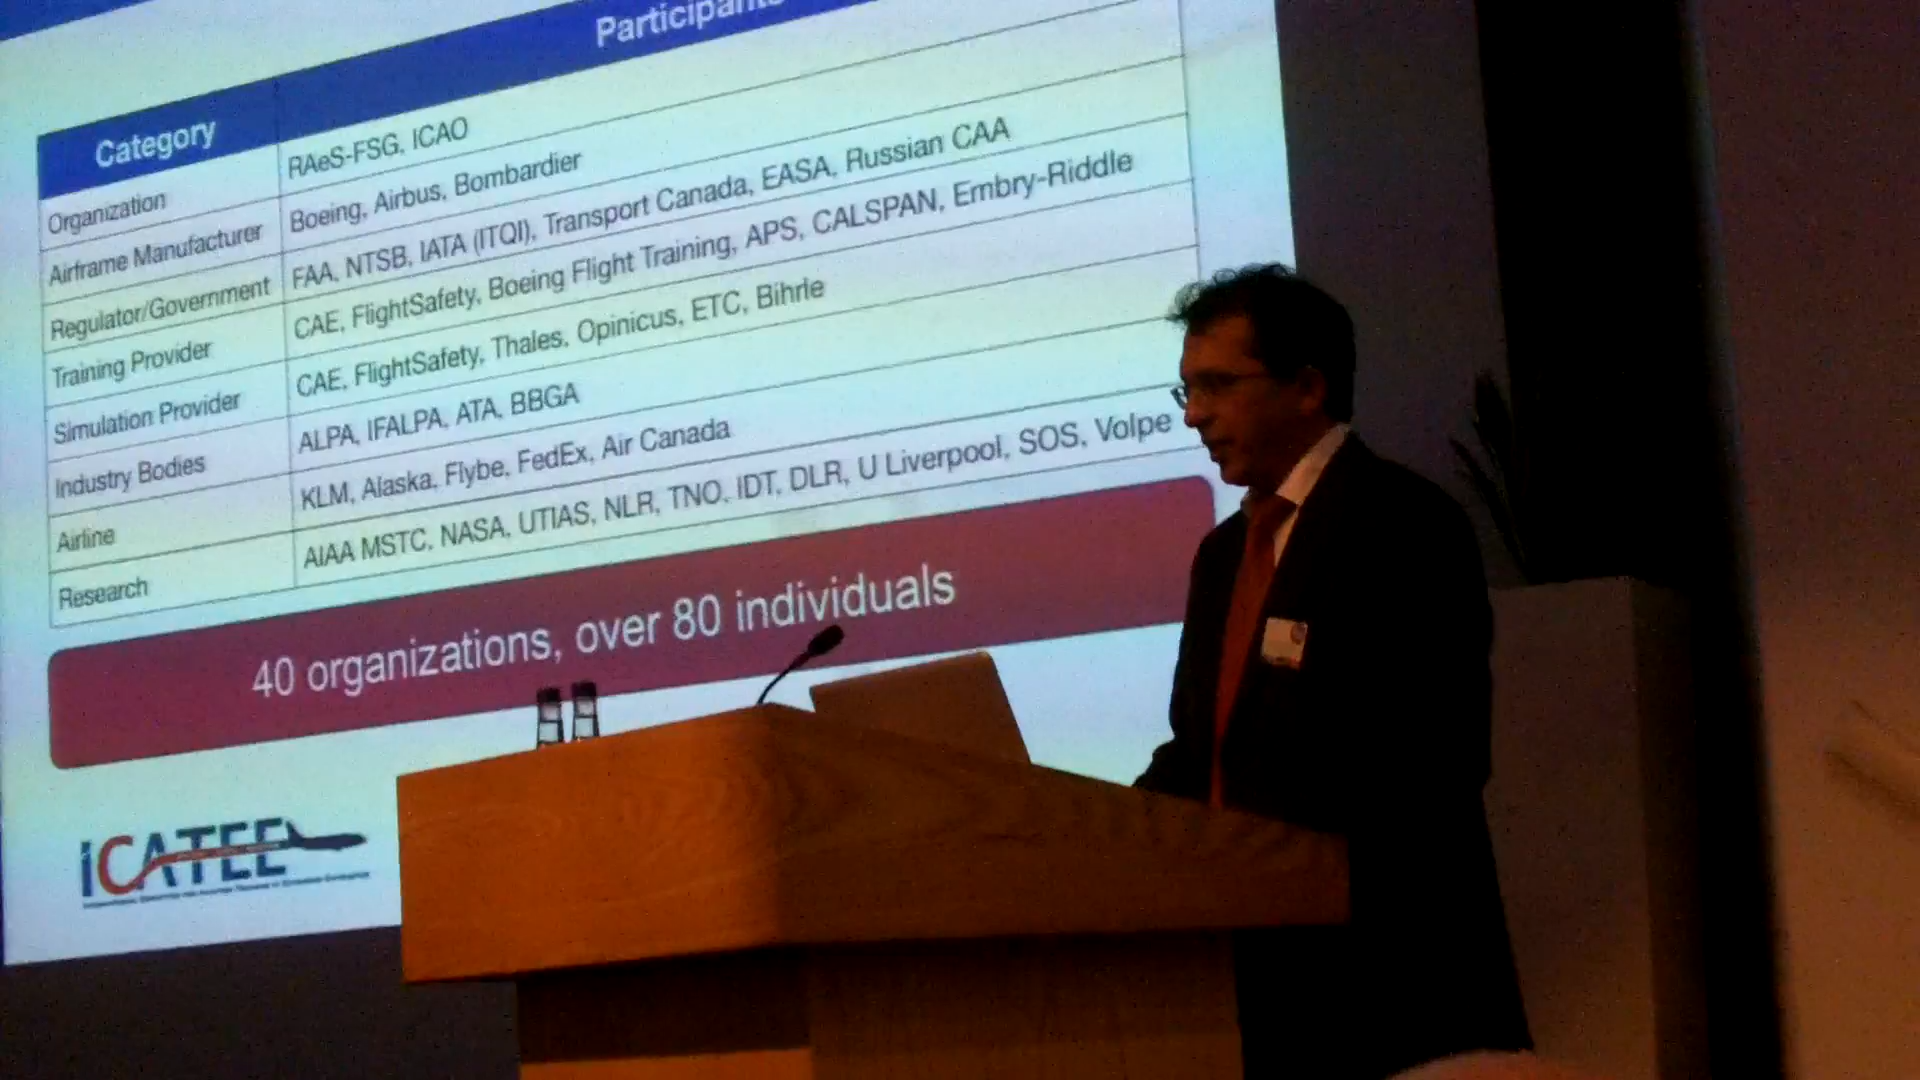 Category Participants
Organization RAeS-FSG, ICAO
Airframe Manufacturer Boeing, Airbus, Bombardier
Regulator/Government FAA, NTSB, IATA (ITQI), Transport Canada, EASA, Russian CAA
Training Provider CAE, FlightSafety, Boeing Flight Training, APS, CALSPAN, Embry-Riddle
Simulation Provider CAE, FlightSafety, Thales, Opinicus, ETC, Bihrle
Industry Bodies ALPA, IFALPA, ATA, BBGA
Airline KLM, Alaska, Flybe, FedEx, Air Canada
Research AIAA MSTC, NASA, UTIAS, NLR, TNO, IDT, DLR, U Liverpool, SOS, Volpe
40 organizations, over 80 individuals
ICATEE